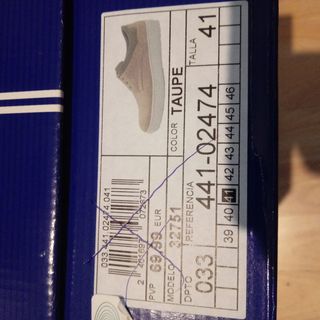 COLOR TAUPE
TALLA 41
033 441 02474 041
072673
PVP 69.99 EUR
MODELO 32751
DPTO 033
REFERENCIA 441-02474
39 40 41 42 43 44 45 46